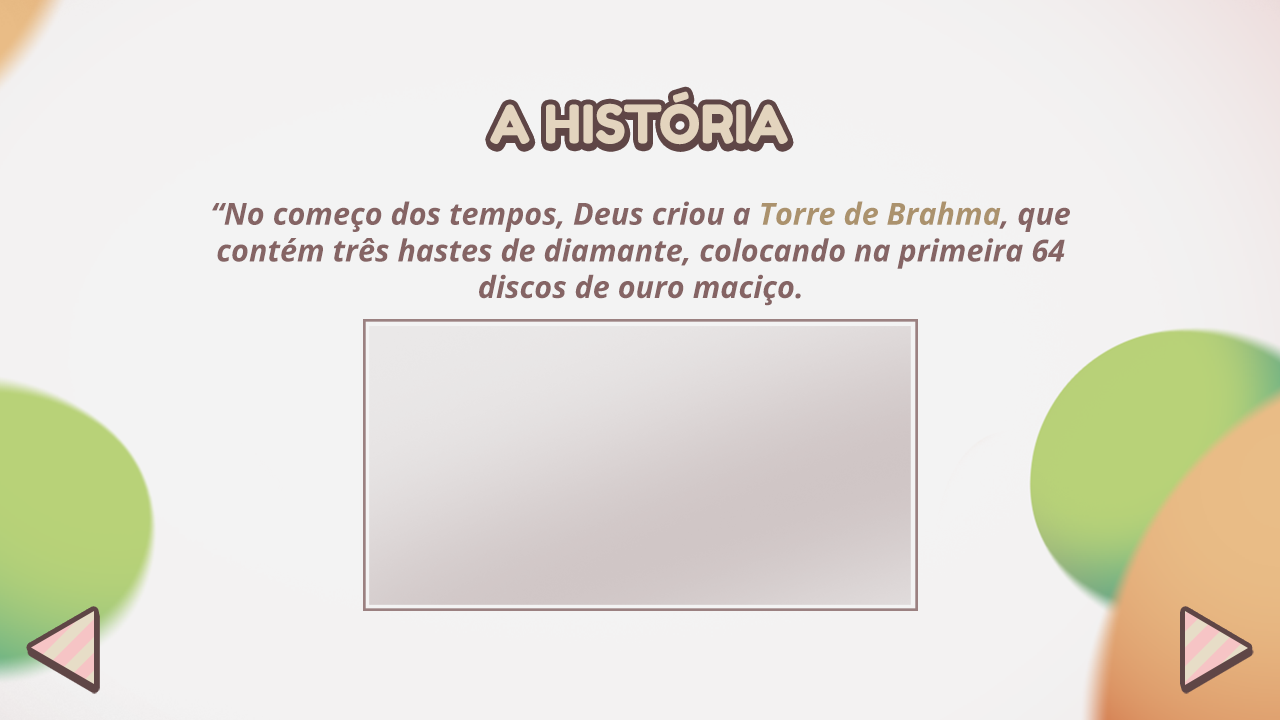 A HISTÓRIA
“No começo dos tempos, Deus criou a Torre de Brahma, que
contém três hastes de diamante, colocando na primeira 64
discos de ouro maciço.